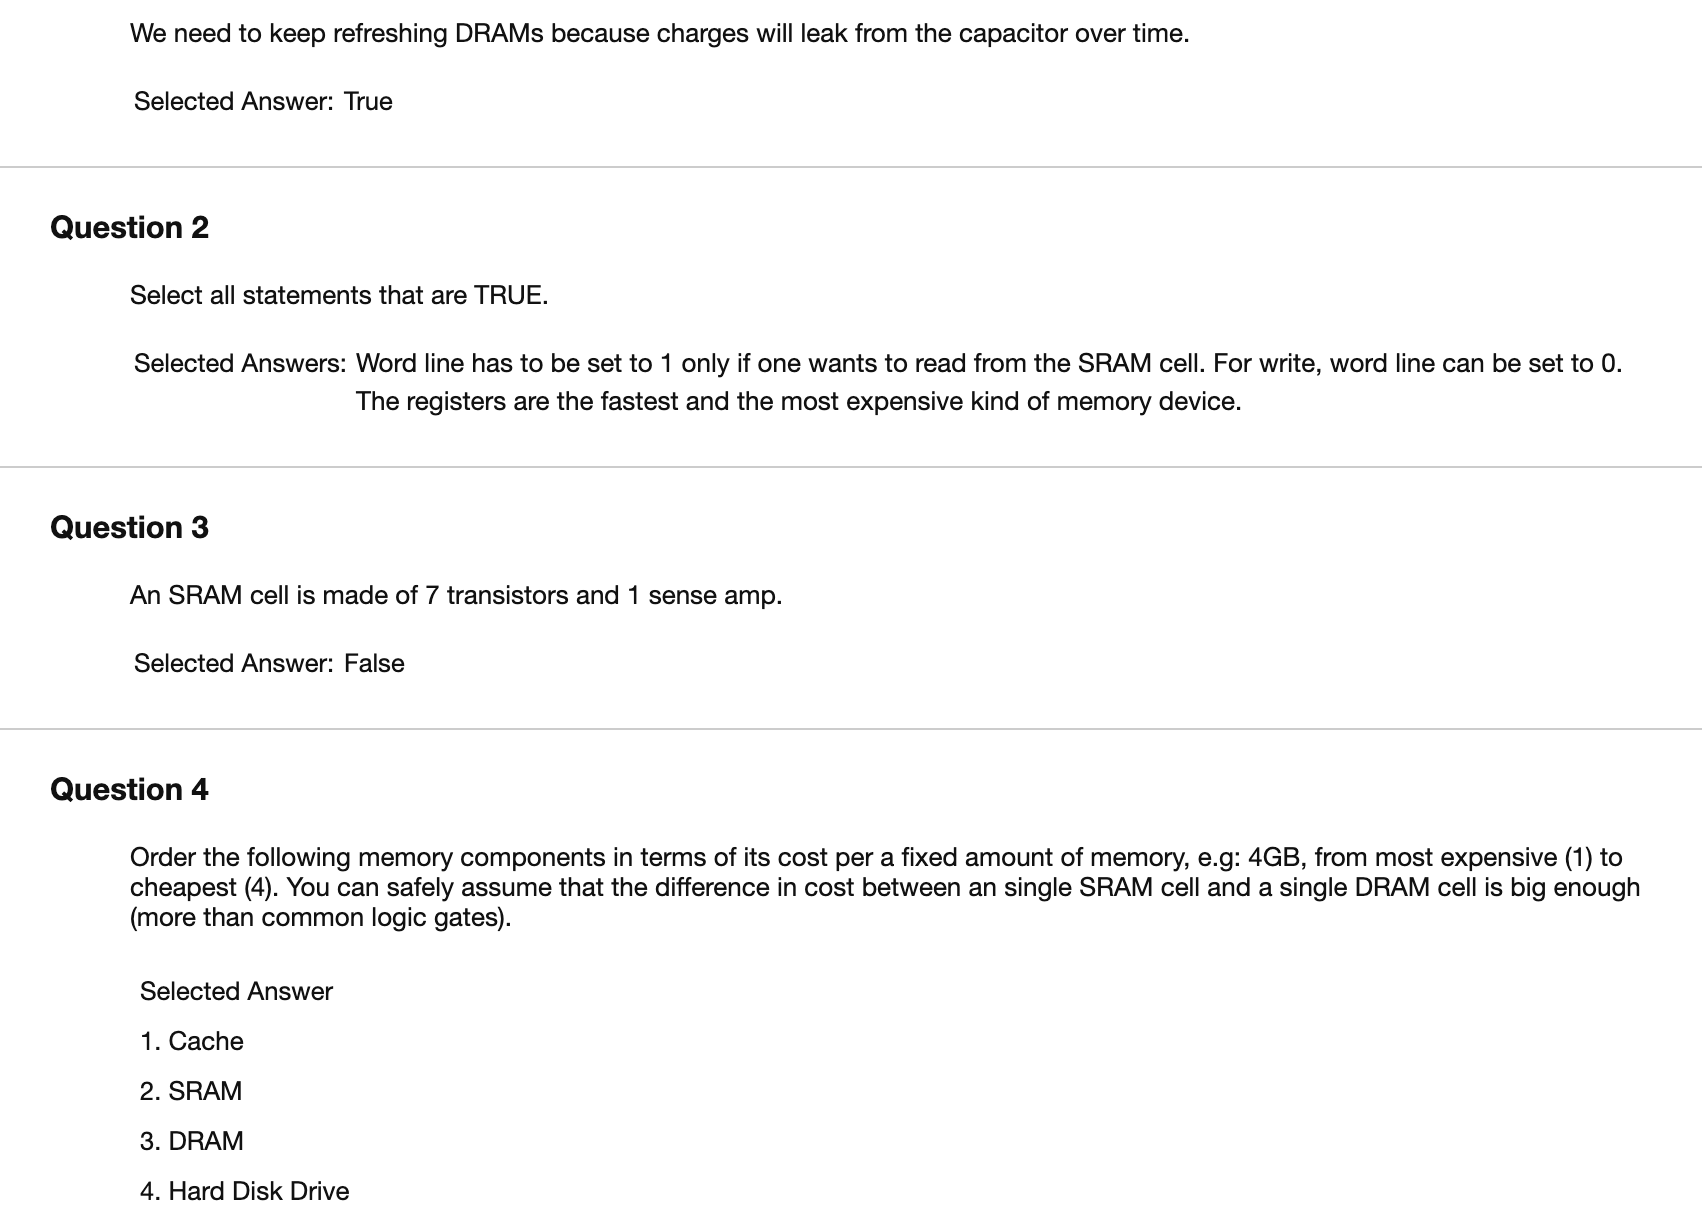 We need to keep refreshing DRAMs because charges will leak from the capacitor over time.
Selected Answer: True
Question 2
Select all statements that are TRUE.
Selected Answers: Word line has to be set to 1 only if one wants to read from the SRAM cell. For write, word line can be set to 0.
The registers are the fastest and the most expensive kind of memory device.
Question 3
An SRAM cell is made of 7 transistors and 1 sense amp.
Selected Answer: False
Question 4
Order the following memory components in terms of its cost per a fixed amount of memory, e.g: 4GB, from most expensive (1) to
cheapest (4). You can safely assume that the difference in cost between an single SRAM cell and a single DRAM cell is big enough
(more than common logic gates).
Selected Answer
1. Cache
2. SRAM
3. DRAM
4. Hard Disk Drive